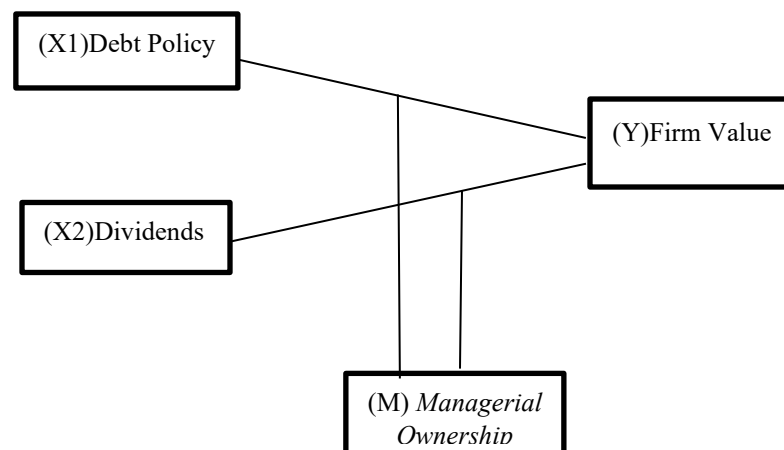 (X1)Debt Policy
(Y)Firm Value
(X2)Dividends
(M) Managerial
Ownership